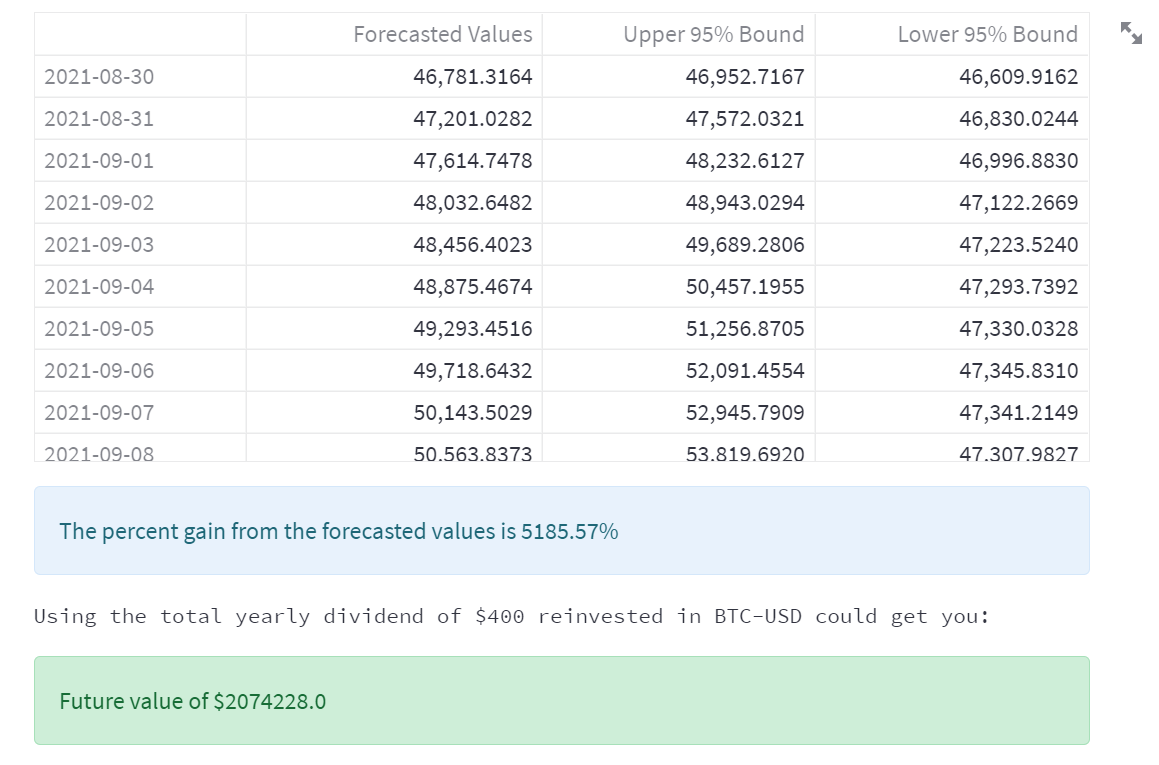 Forecasted Values Upper 95% Bound Lower 95% Bound
2021-08-30 46,781.3164 46,952.7167 46,609.9162
2021-08-31 47,201.0282 47,572.0321 46,830.0244
2021-09-01 47,614.7478 48,232.6127 46,996.8830
2021-09-02 48,032.6482 48,943.0294 47,122.2669
2021-09-03 48,456.4023 49,689.2806 47,223.5240
2021-09-04 48,875.4674 50,457.1955 47,293.7392
2021-09-05 49,293.4516 51,256.8705 47,330.0328
2021-09-06 49,718.6432 52,091.4554 47,345.8310
2021-09-07 50,143.5029 52,945.7909 47,341.2149
2021-09-08 50,563.8373 53,819.6920 47,307.9827
The percent gain from the forecasted values is 5185.57%
Using the total yearly dividend of $400 reinvested in BTC-USD could get you:
Future value of $2074228.0